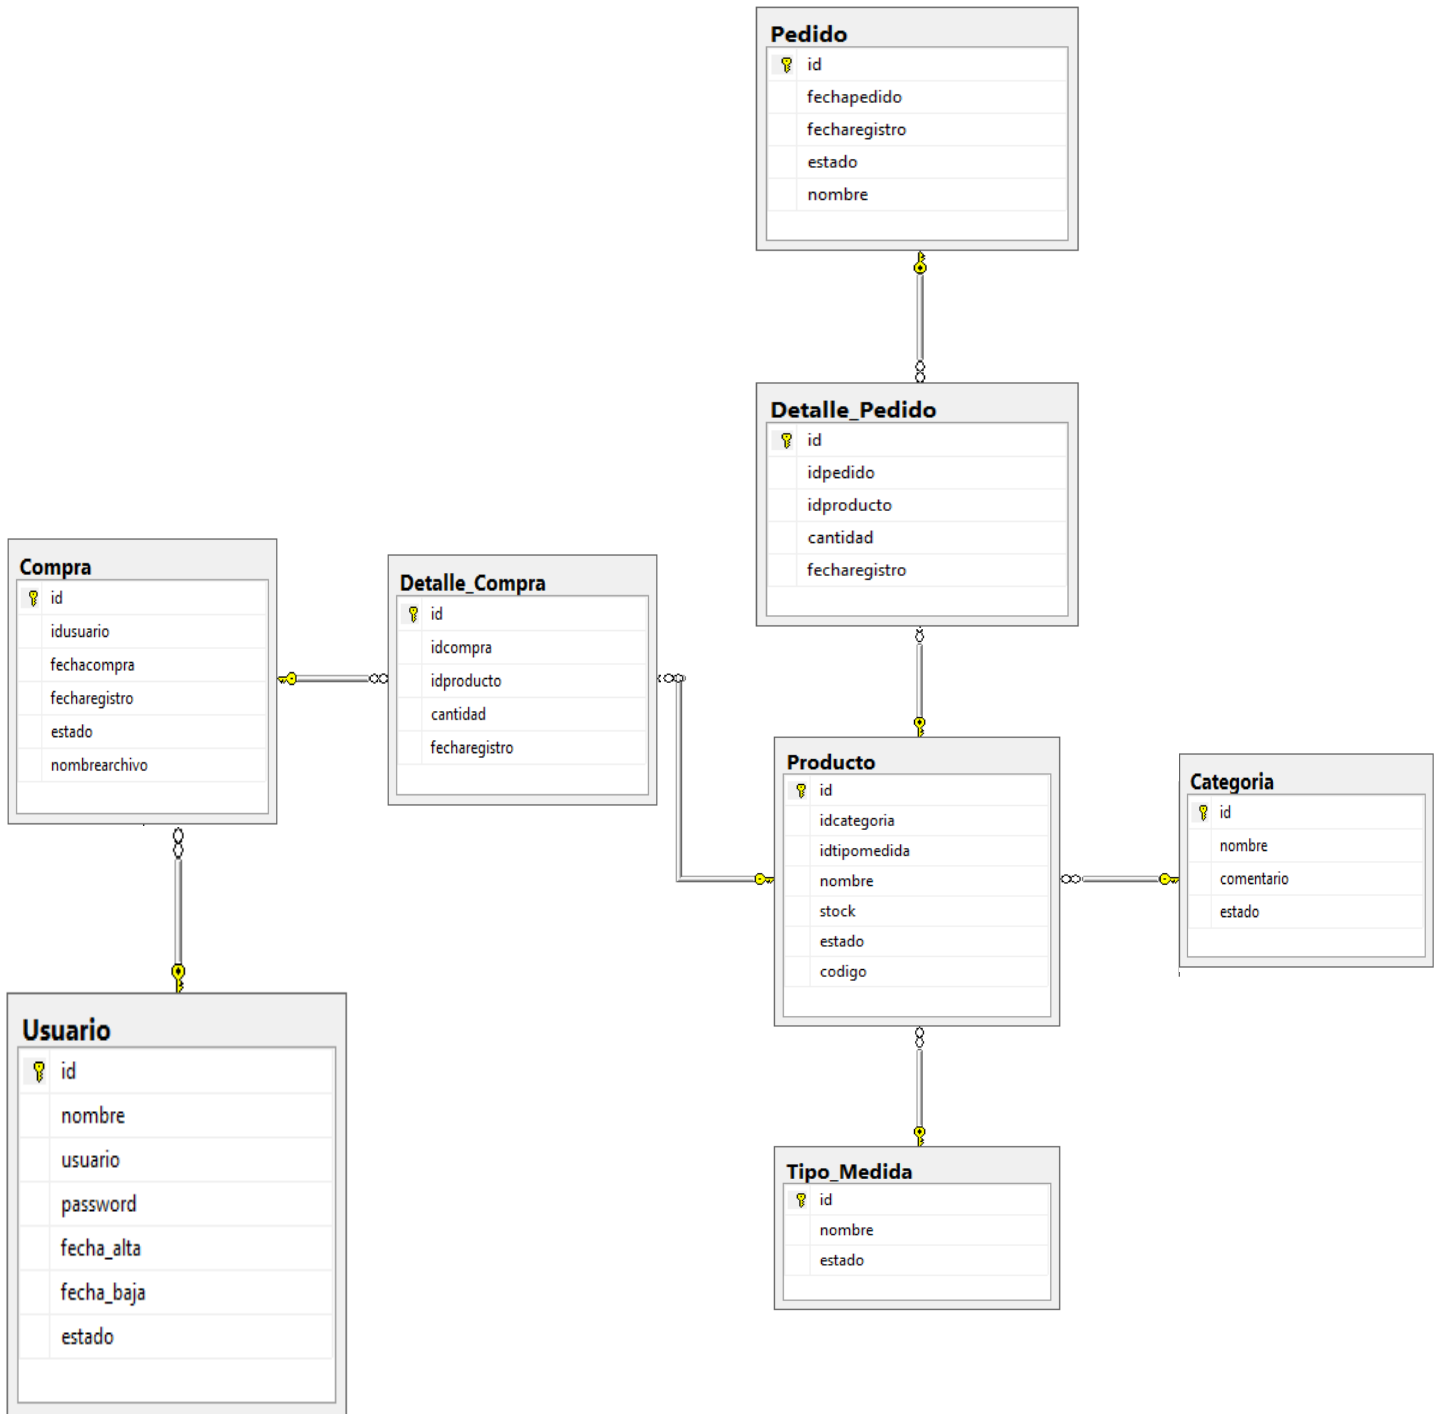 Pedido
id
fechapedido
fecharegistro
estado
nombre
Detalle_Pedido
id
idpedido
idproducto
cantidad
fecharegistro
Compra
id
idusuario
fechacompra
fecharegistro
estado
nombrearchivo
Detalle_Compra
id
idcompra
idproducto
cantidad
fecharegistro
Producto
id
idcategoria
idtipomedida
nombre
stock
estado
codigo
Categoria
id
nombre
comentario
estado
Usuario
id
nombre
usuario
password
fecha_alta
fecha_baja
estado
Tipo_Medida
id
nombre
estado